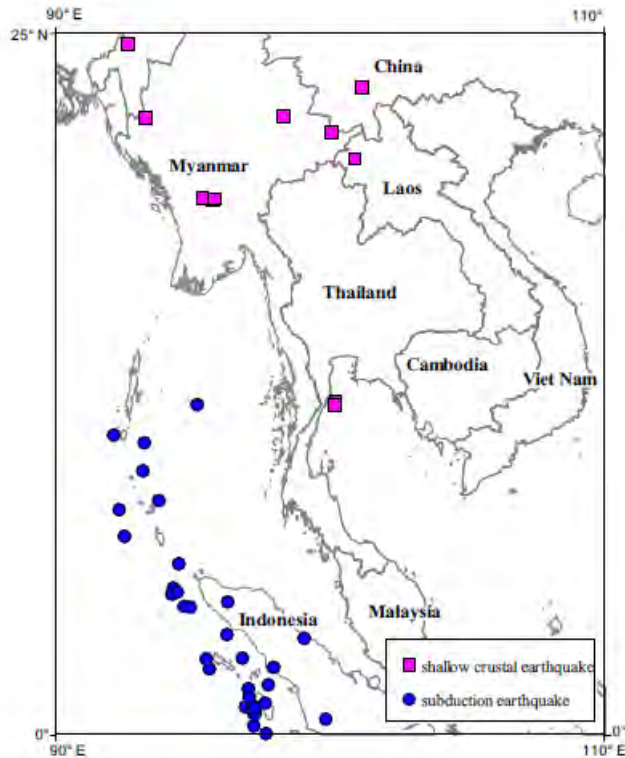 90° E
110°
25° N
China
Myanmar
Laos
Thailand
Cambodia
Viet Nam
Indonesia
Malaysia
shallow crustal earthquake
subduction earthquake
0°
0°
90° E
110°